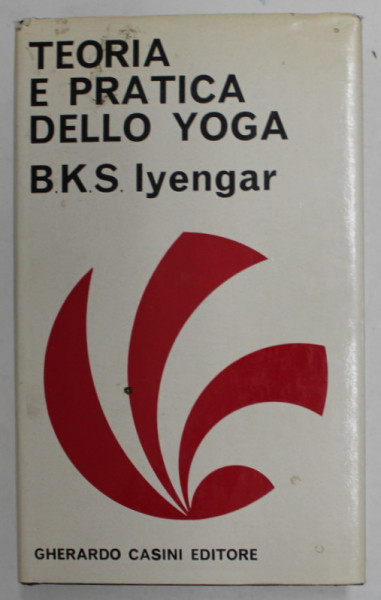 TEORIA
E PRATICA
DELLO YOGA
B.K.S. Iyengar
GHERARDO CASINI EDITORE